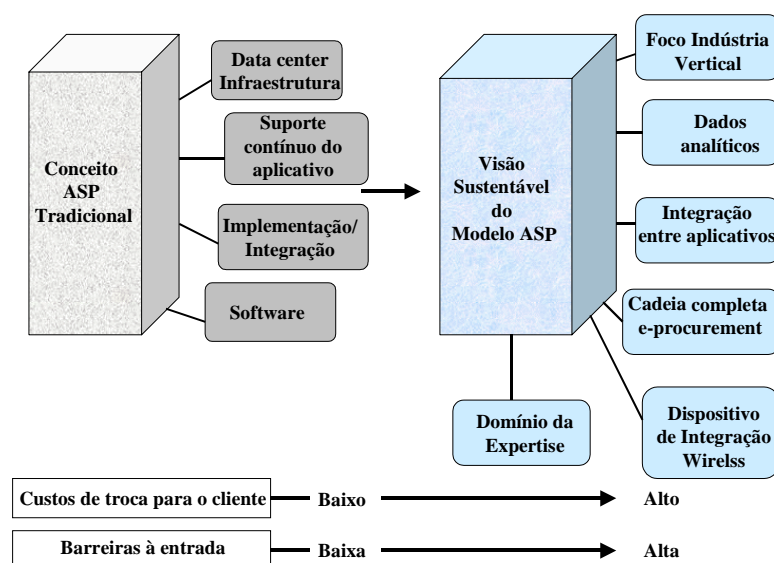 Conceito
ASP
Tradicional
Data center
Infraestrutura
Suporte
contínuo do
aplicativo
Implementação/
Integração
Software
Visão
Sustentável
do
Modelo ASP
Foco Indústria
Vertical
Dados
analíticos
Integração
entre aplicativos
Cadeia completa
e-procurement
Dispositivo
de Integração
Wirelss
Domínio da
Expertise
Custos de troca para o cliente Baixo Alto
Barreiras à entrada Baixa Alta